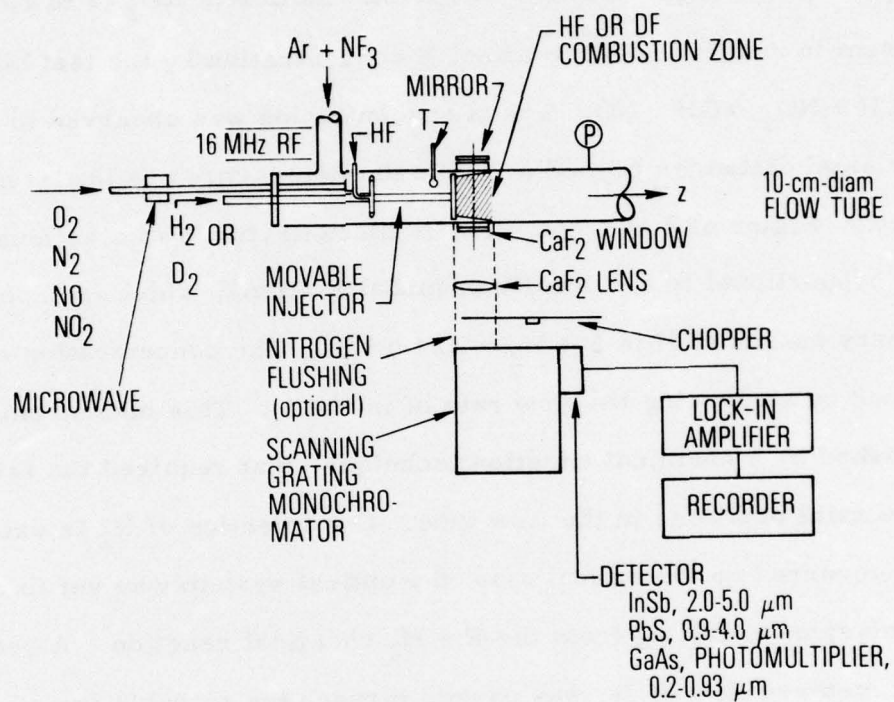 Ar + NF3
HF OR DF
COMBUSTION ZONE
MIRROR
T
P
16 MHz RF
HF
z
10-cm-diam
FLOW TUBE
O2
N2
NO
NO2
H2 OR
D2
MICROWAVE
MOVABLE
INJECTOR
CaF2 WINDOW
CaF2 LENS
NITROGEN
FLUSHING
(optional)
CHOPPER
SCANNING
GRATING
MONOCHRO-
MATOR
LOCK-IN
AMPLIFIER
RECORDER
DETECTOR
InSb, 2.0-5.0 μm
PbS, 0.9-4.0 μm
GaAs, PHOTOMULTIPLIER,
0.2-0.93 μm